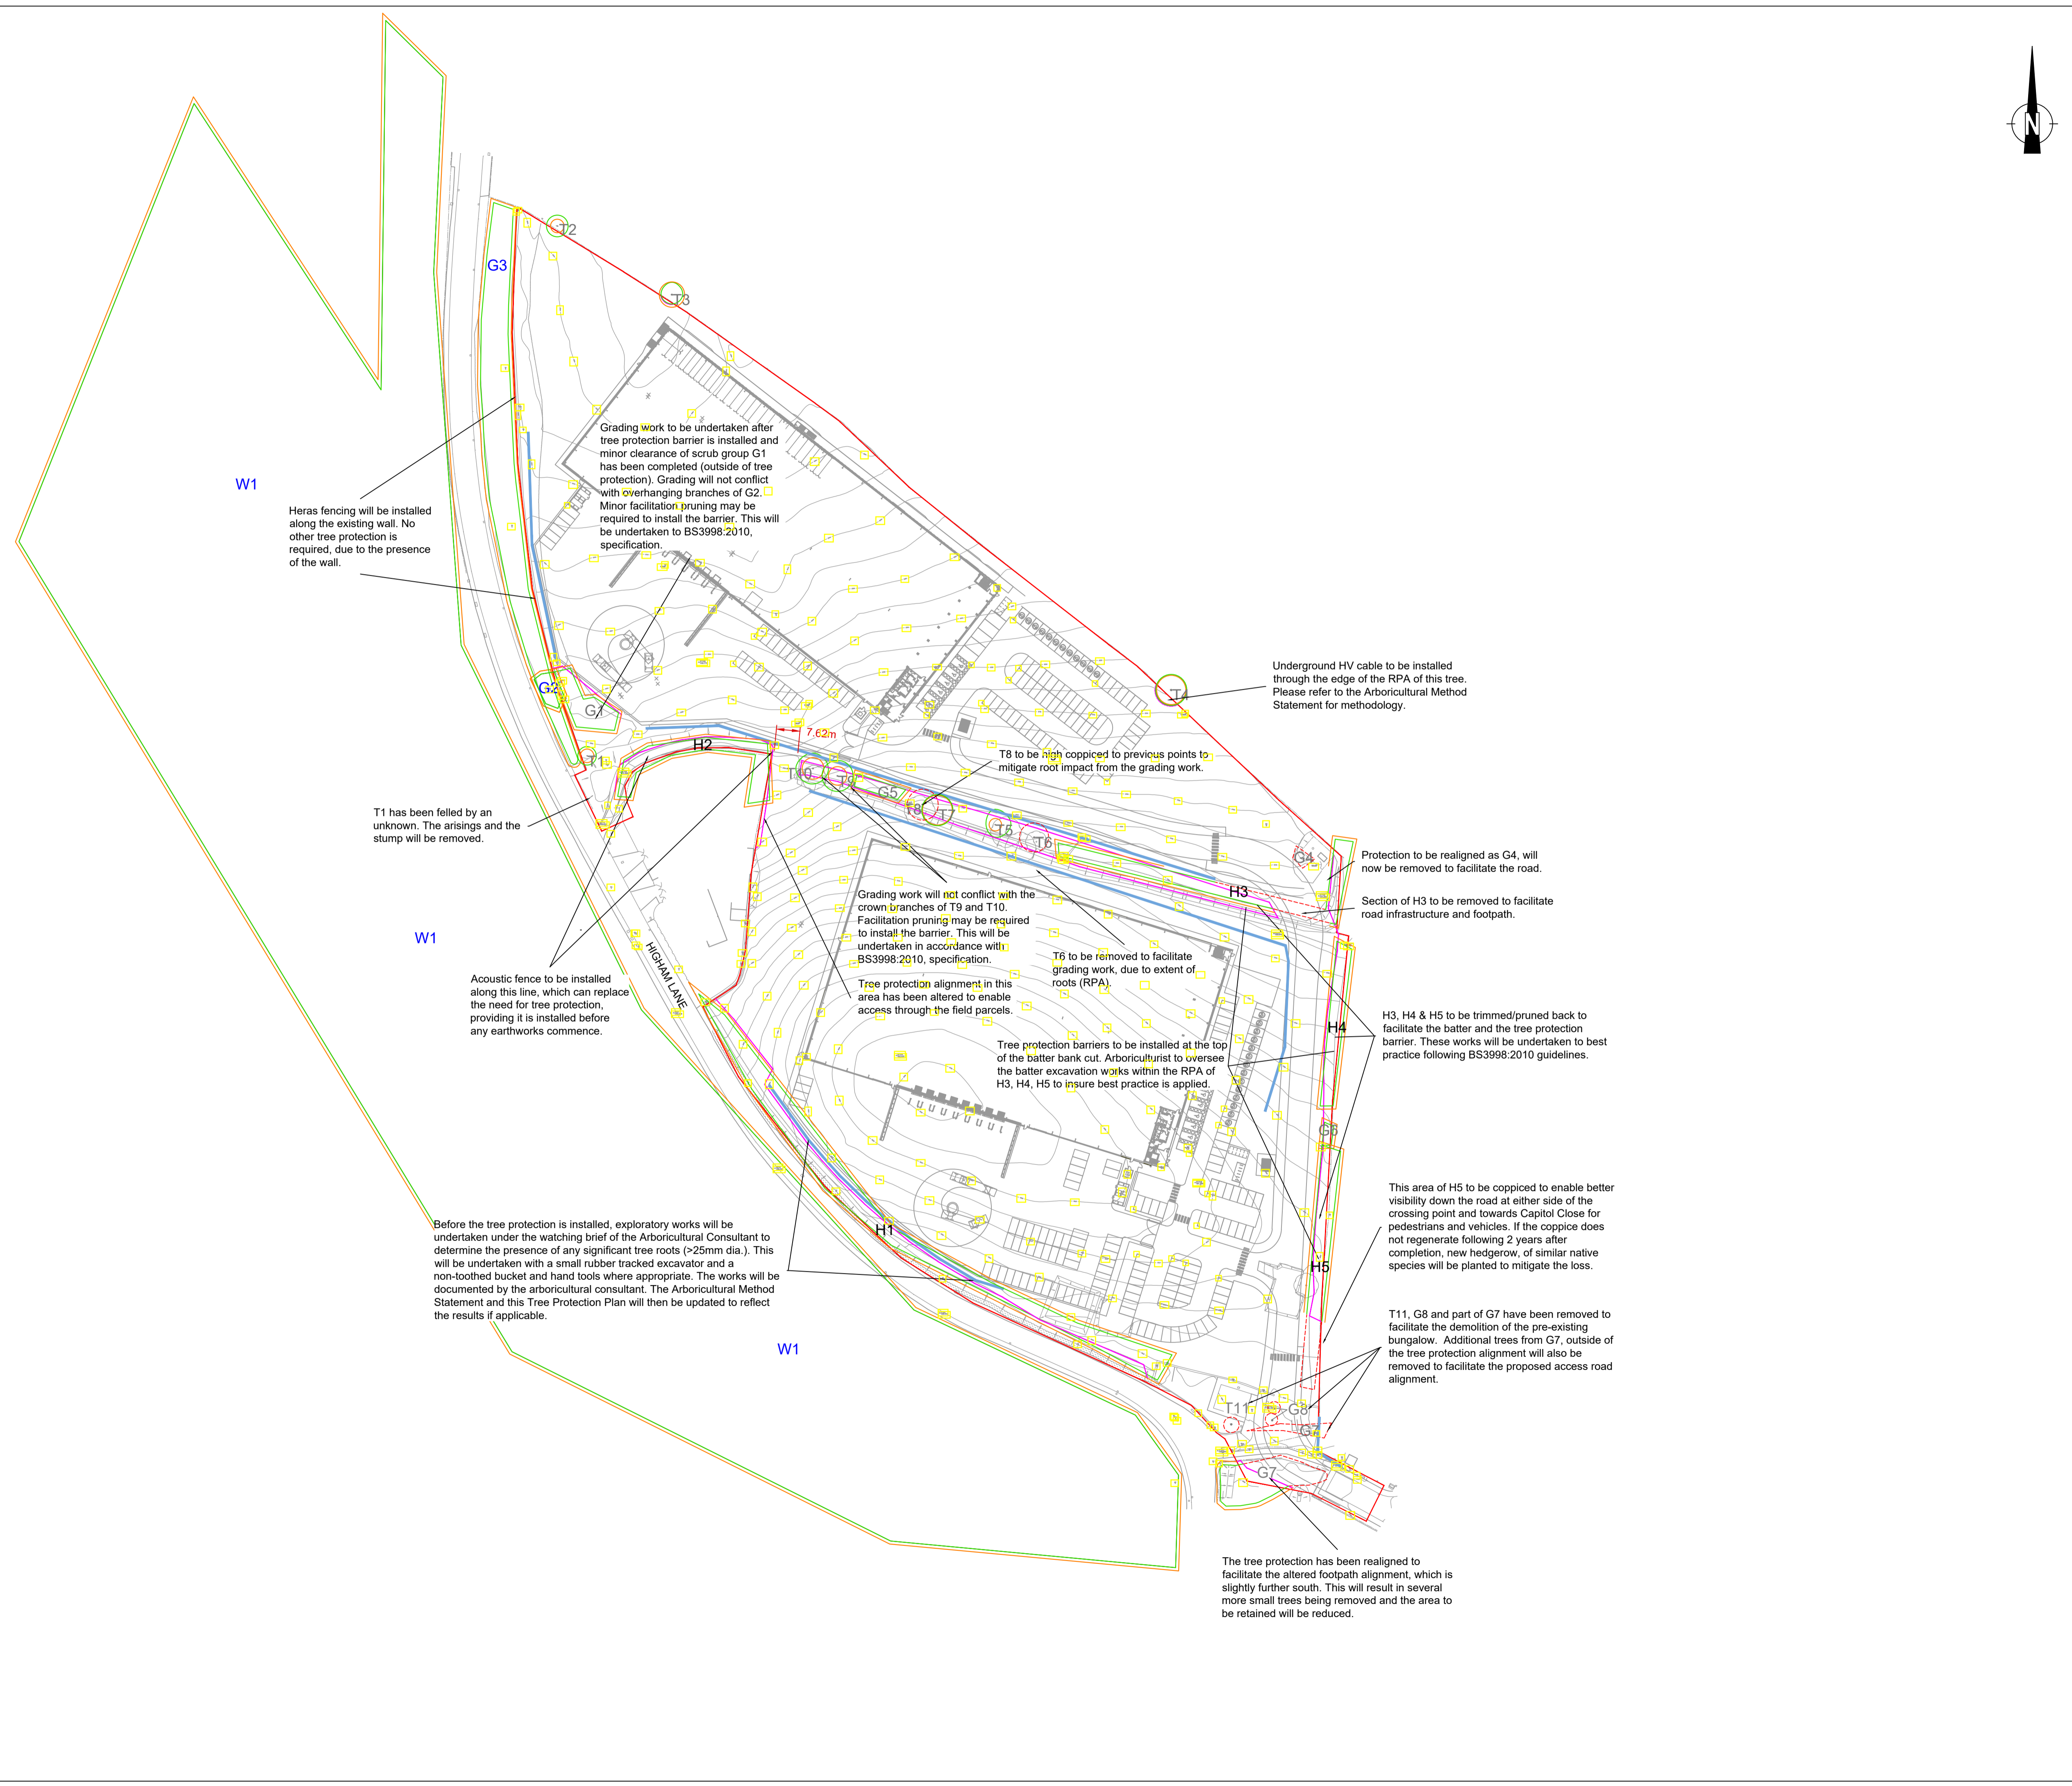 N
T2
G3
T3
Grading work to be undertaken after
tree protection barrier is installed and
minor clearance of scrub group G1
has been completed (outside of tree
protection). Grading will not conflict
with overhanging branches of G2.
Minor facilitation pruning may be
required to install the barrier. This will
be undertaken to BS3998:2010,
specification.
W1
Heras fencing will be installed
along the existing wall. No
other tree protection is
required, due to the presence
of the wall.
Underground HV cable to be installed
through the edge of the RPA of this tree.
Please refer to the Arboricultural Method
Statement for methodology.
G2
T4
G1
7.62m
H2
T8 to be high coppiced to previous points to
mitigate root impact from the grading work.
T1
T10
T9
G5
T8
T7
T5
T6
T1 has been felled by an
unknown. The arisings and the
stump will be removed.
G4
Protection to be realigned as G4, will
now be removed to facilitate the road.
H3
Section of H3 to be removed to facilitate
road infrastructure and footpath.
Grading work will not conflict with the
crown branches of T9 and T10.
Facilitation pruning may be required
to install the barrier. This will be
undertaken in accordance with
BS3998:2010, specification.
W1
HIGHAM LANE
T6 to be removed to facilitate
grading work, due to extent of
roots (RPA).
Acoustic fence to be installed
along this line, which can replace
the need for tree protection,
providing it is installed before
any earthworks commence.
Tree protection alignment in this
area has been altered to enable
access through the field parcels.
H3, H4 & H5 to be trimmed/pruned back to
facilitate the batter and the tree protection
barrier. These works will be undertaken to best
practice following BS3998:2010 guidelines.
H4
Tree protection barriers to be installed at the top
of the batter bank cut. Arboriculturist to oversee
the batter excavation works within the RPA of
H3, H4, H5 to insure best practice is applied.
G6
This area of H5 to be coppiced to enable better
visibility down the road at either side of the
crossing point and towards Capitol Close for
pedestrians and vehicles. If the coppice does
not regenerate following 2 years after
completion, new hedgerow, of similar native
species will be planted to mitigate the loss.
H1
Before the tree protection is installed, exploratory works will be
undertaken under the watching brief of the Arboricultural Consultant to
determine the presence of any significant tree roots (>25mm dia.). This
will be undertaken with a small rubber tracked excavator and a
non-toothed bucket and hand tools where appropriate. The works will be
documented by the arboricultural consultant. The Arboricultural Method
Statement and this Tree Protection Plan will then be updated to reflect
the results if applicable.
H5
T11, G8 and part of G7 have been removed to
facilitate the demolition of the pre-existing
bungalow. Additional trees from G7, outside of
the tree protection alignment will also be
removed to facilitate the proposed access road
alignment.
W1
T11
G8
G7
G7
The tree protection has been realigned to
facilitate the altered footpath alignment, which is
slightly further south. This will result in several
more small trees being removed and the area to
be retained will be reduced.